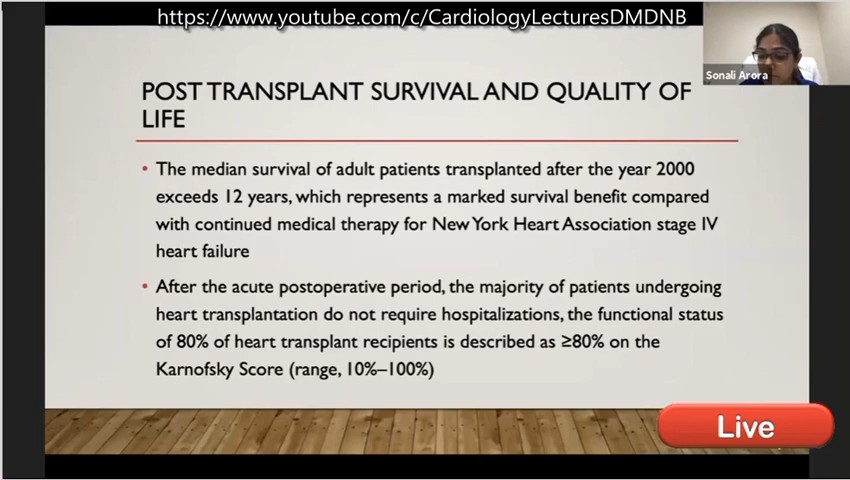 https://www.youtube.com/c/CardiologyLecturesDMDNB
Sonali Arora
POST TRANSPLANT SURVIVAL AND QUALITY OF
LIFE
• The median survival of adult patients transplanted after the year 2000
exceeds 12 years, which represents a marked survival benefit compared
with continued medical therapy for New York Heart Association stage IV
heart failure
• After the acute postoperative period, the majority of patients undergoing
heart transplantation do not require hospitalizations, the functional status
of 80% of heart transplant recipients is described as ≥80% on the
Karnofsky Score (range, 10%–100%)
Live